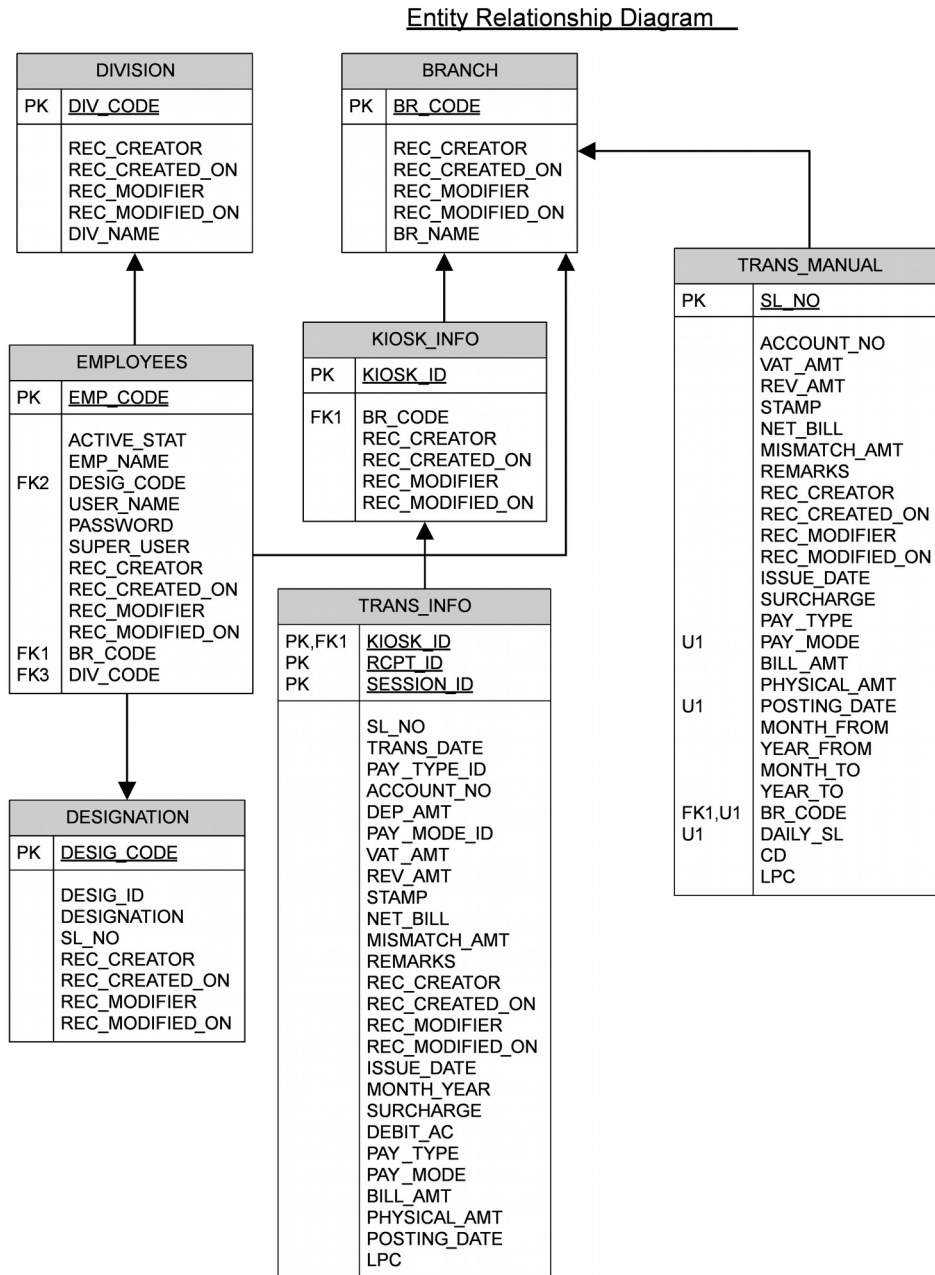 Entity Relationship Diagram
DIVISION
PK DIV_CODE
REC_CREATOR
REC_CREATED_ON
REC_MODIFIER
REC_MODIFIED_ON
DIV_NAME
BRANCH
PK BR_CODE
REC_CREATOR
REC_CREATED_ON
REC_MODIFIER
REC_MODIFIED_ON
BR_NAME
EMPLOYEES
PK EMP_CODE
ACTIVE_STAT
EMP_NAME
FK2 DESIG_CODE
USER_NAME
PASSWORD
SUPER_USER
REC_CREATOR
REC_CREATED_ON
REC_MODIFIER
REC_MODIFIED_ON
FK1 BR_CODE
FK3 DIV_CODE
KIOSK_INFO
PK KIOSK_ID
FK1 BR_CODE
REC_CREATOR
REC_CREATED_ON
REC_MODIFIER
REC_MODIFIED_ON
TRANS_MANUAL
PK SL_NO
ACCOUNT_NO
VAT_AMT
REV_AMT
STAMP
NET_BILL
MISMATCH_AMT
REMARKS
REC_CREATOR
REC_CREATED_ON
REC_MODIFIER
REC_MODIFIED_ON
ISSUE_DATE
SURCHARGE
PAY_TYPE
U1 PAY_MODE
BILL_AMT
PHYSICAL_AMT
U1 POSTING_DATE
MONTH_FROM
YEAR_FROM
MONTH_TO
YEAR_TO
FK1,U1 BR_CODE
U1 DAILY_SL
CD
LPC
DESIGNATION
PK DESIG_CODE
DESIG_ID
DESIGNATION
SL_NO
REC_CREATOR
REC_CREATED_ON
REC_MODIFIER
REC_MODIFIED_ON
TRANS_INFO
PK,FK1 KIOSK_ID
PK RCPT_ID
PK SESSION_ID
SL_NO
TRANS_DATE
PAY_TYPE_ID
ACCOUNT_NO
DEP_AMT
PAY_MODE_ID
VAT_AMT
REV_AMT
STAMP
NET_BILL
MISMATCH_AMT
REMARKS
REC_CREATOR
REC_CREATED_ON
REC_MODIFIER
REC_MODIFIED_ON
ISSUE_DATE
MONTH_YEAR
SURCHARGE
DEBIT_AC
PAY_TYPE
PAY_MODE
BILL_AMT
PHYSICAL_AMT
POSTING_DATE
LPC